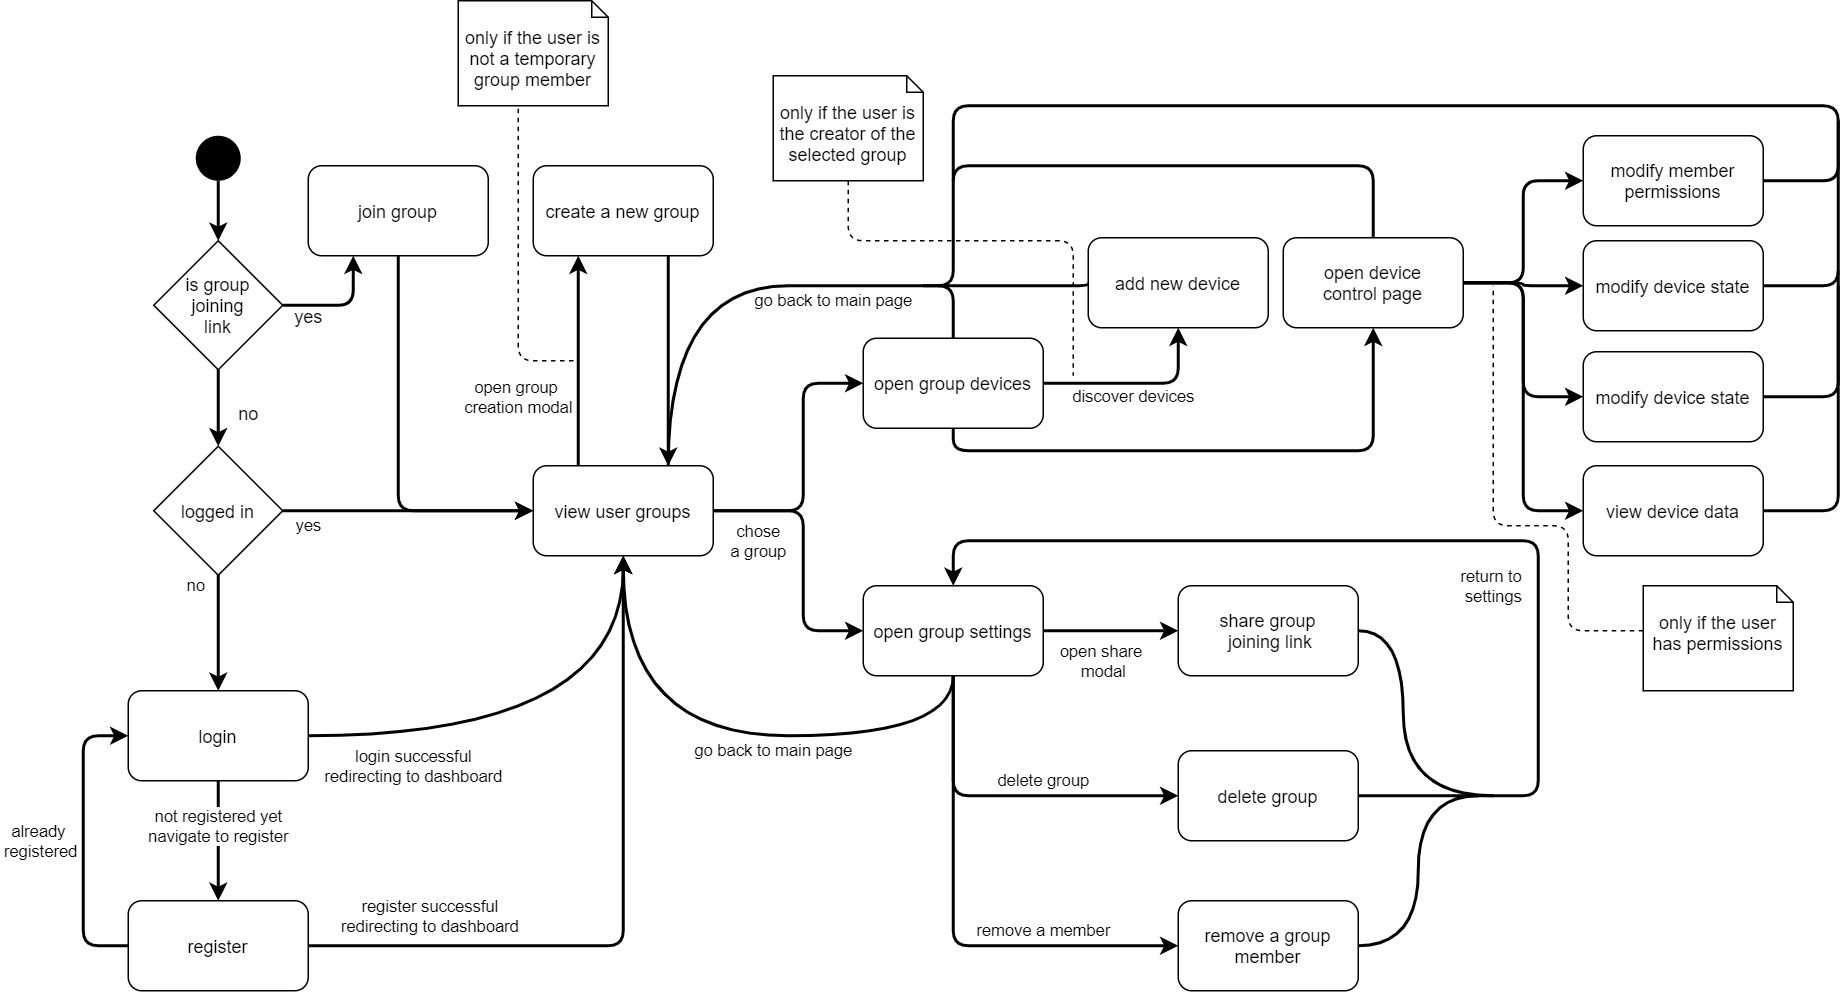 only if the user is
not a temporary
group member
only if the user is
the creator of the
selected group
is group
joining
link
yes
no
join group
create a new group
open group
creation modal
go back to main page
add new device
open device
control page
modify member
permissions
modify device state
modify device state
view device data
open group devices
discover devices
logged in
yes
no
view user groups
chose
a group
return to
settings
only if the user
has permissions
open group settings
open share
modal
share group
joining link
login
login successful
redirecting to dashboard
go back to main page
delete group
delete group
not registered yet
navigate to register
already
registered
register
register successful
redirecting to dashboard
remove a member
remove a group
member